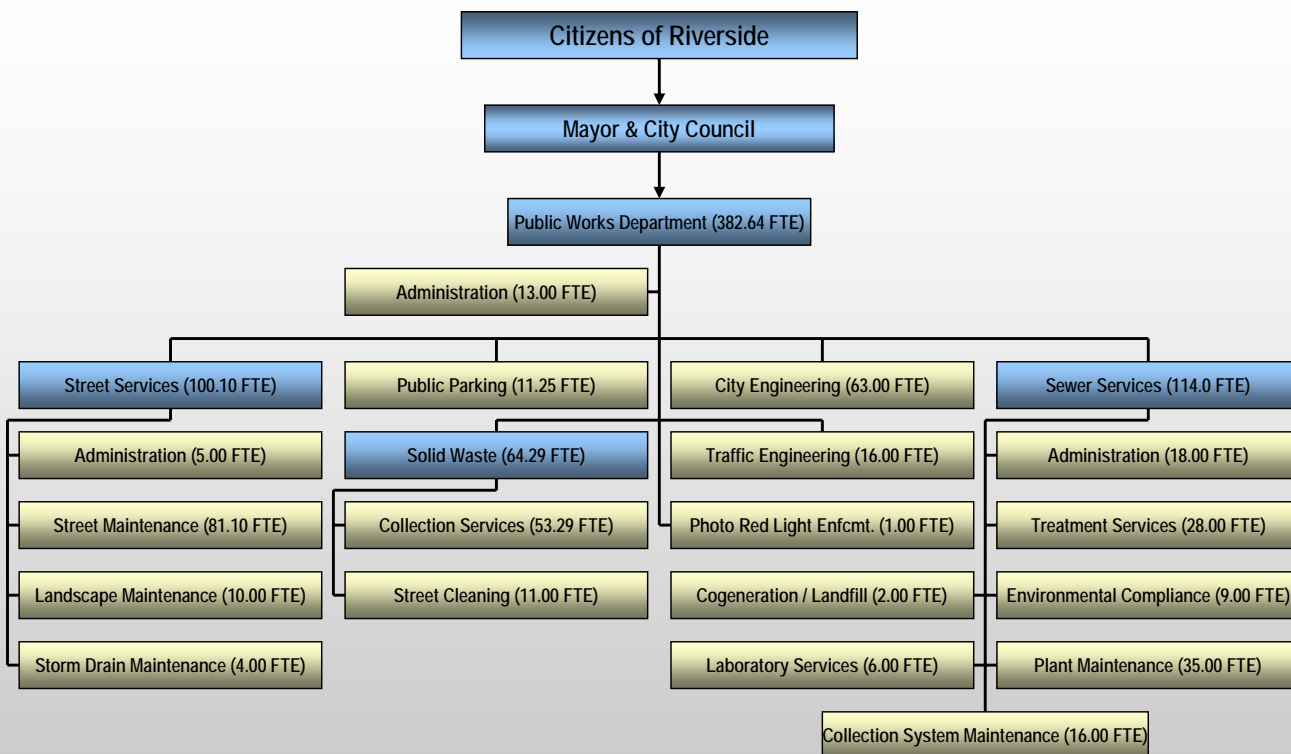 Citizens of Riverside
Mayor & City Council
Public Works Department (382.64 FTE)
Administration (13.00 FTE)
Street Services (100.10 FTE)
Public Parking (11.25 FTE)
City Engineering (63.00 FTE)
Sewer Services (114.0 FTE)
Administration (5.00 FTE)
Solid Waste (64.29 FTE)
Traffic Engineering (16.00 FTE)
Administration (18.00 FTE)
Street Maintenance (81.10 FTE)
Collection Services (53.29 FTE)
Photo Red Light Enfcmt. (1.00 FTE)
Treatment Services (28.00 FTE)
Landscape Maintenance (10.00 FTE)
Street Cleaning (11.00 FTE)
Cogeneration / Landfill (2.00 FTE)
Environmental Compliance (9.00 FTE)
Storm Drain Maintenance (4.00 FTE)
Laboratory Services (6.00 FTE)
Plant Maintenance (35.00 FTE)
Collection System Maintenance (16.00 FTE)